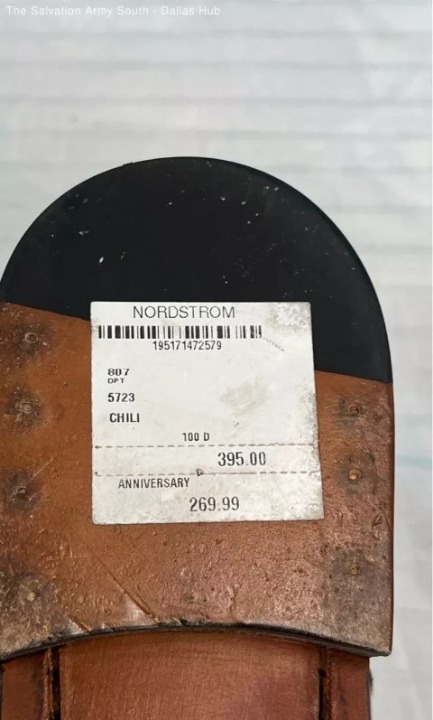 The Salvation Army South - Dallas Hub
NORDSTROM
195171472579
807
DPT
5723
CHILI
100 D
395.00
ANNIVERSARY
269.99